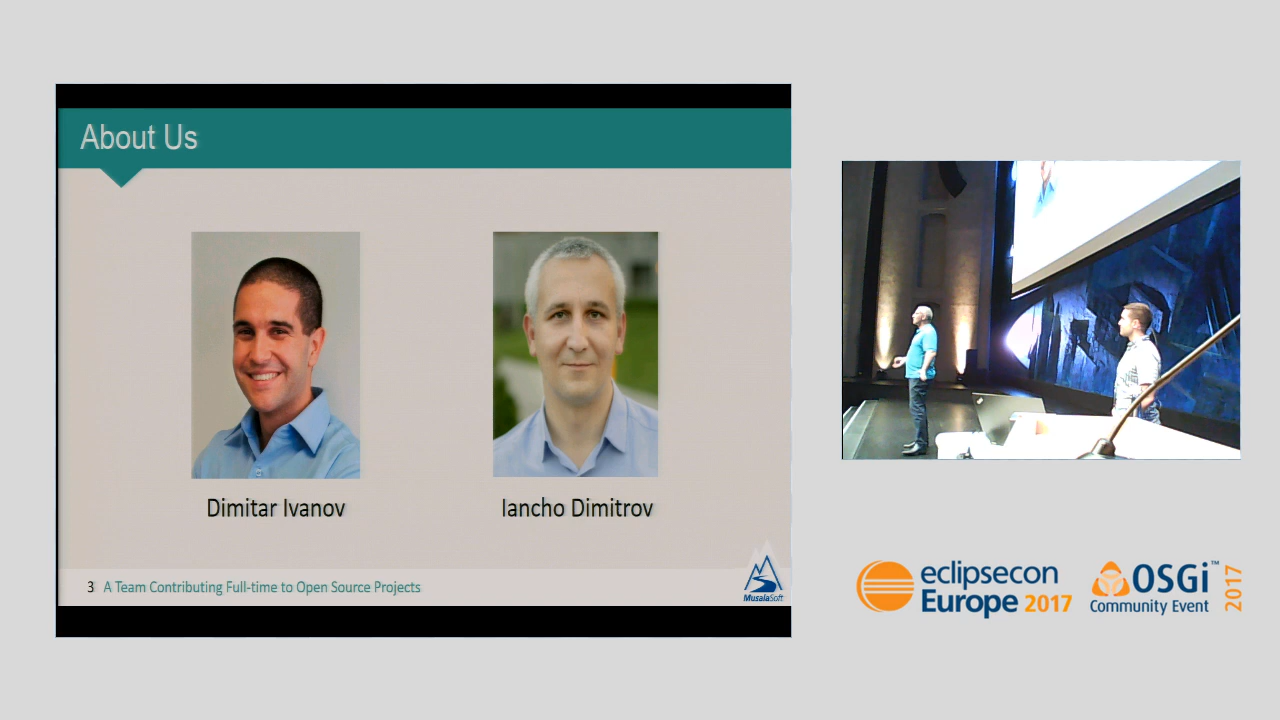 About Us
Dimitar Ivanov
Iancho Dimitrov
3 A Team Contributing Full-time to Open Source Projects
MusalaSoft
eclipsecon
Europe 2017
OSGi™
Community Event
2017